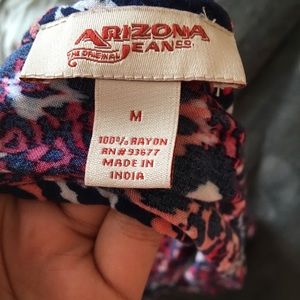 ARIZONA
THE ORIGINAL JEAN CO.
M
100% RAYON
RN# 93677
MADE IN
INDIA